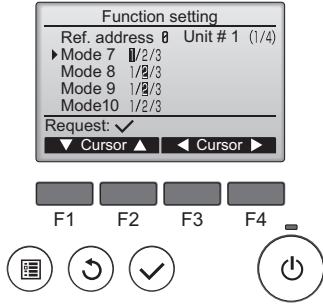 Function setting
Ref. address 0 Unit # 1 (1/4)
Mode 7 1/2/3
Mode 8 1/2/3
Mode 9 1/2/3
Mode10 1/2/3
Request: ✓
▼ Cursor ▲ ◀ Cursor ▶
F1 F2 F3 F4